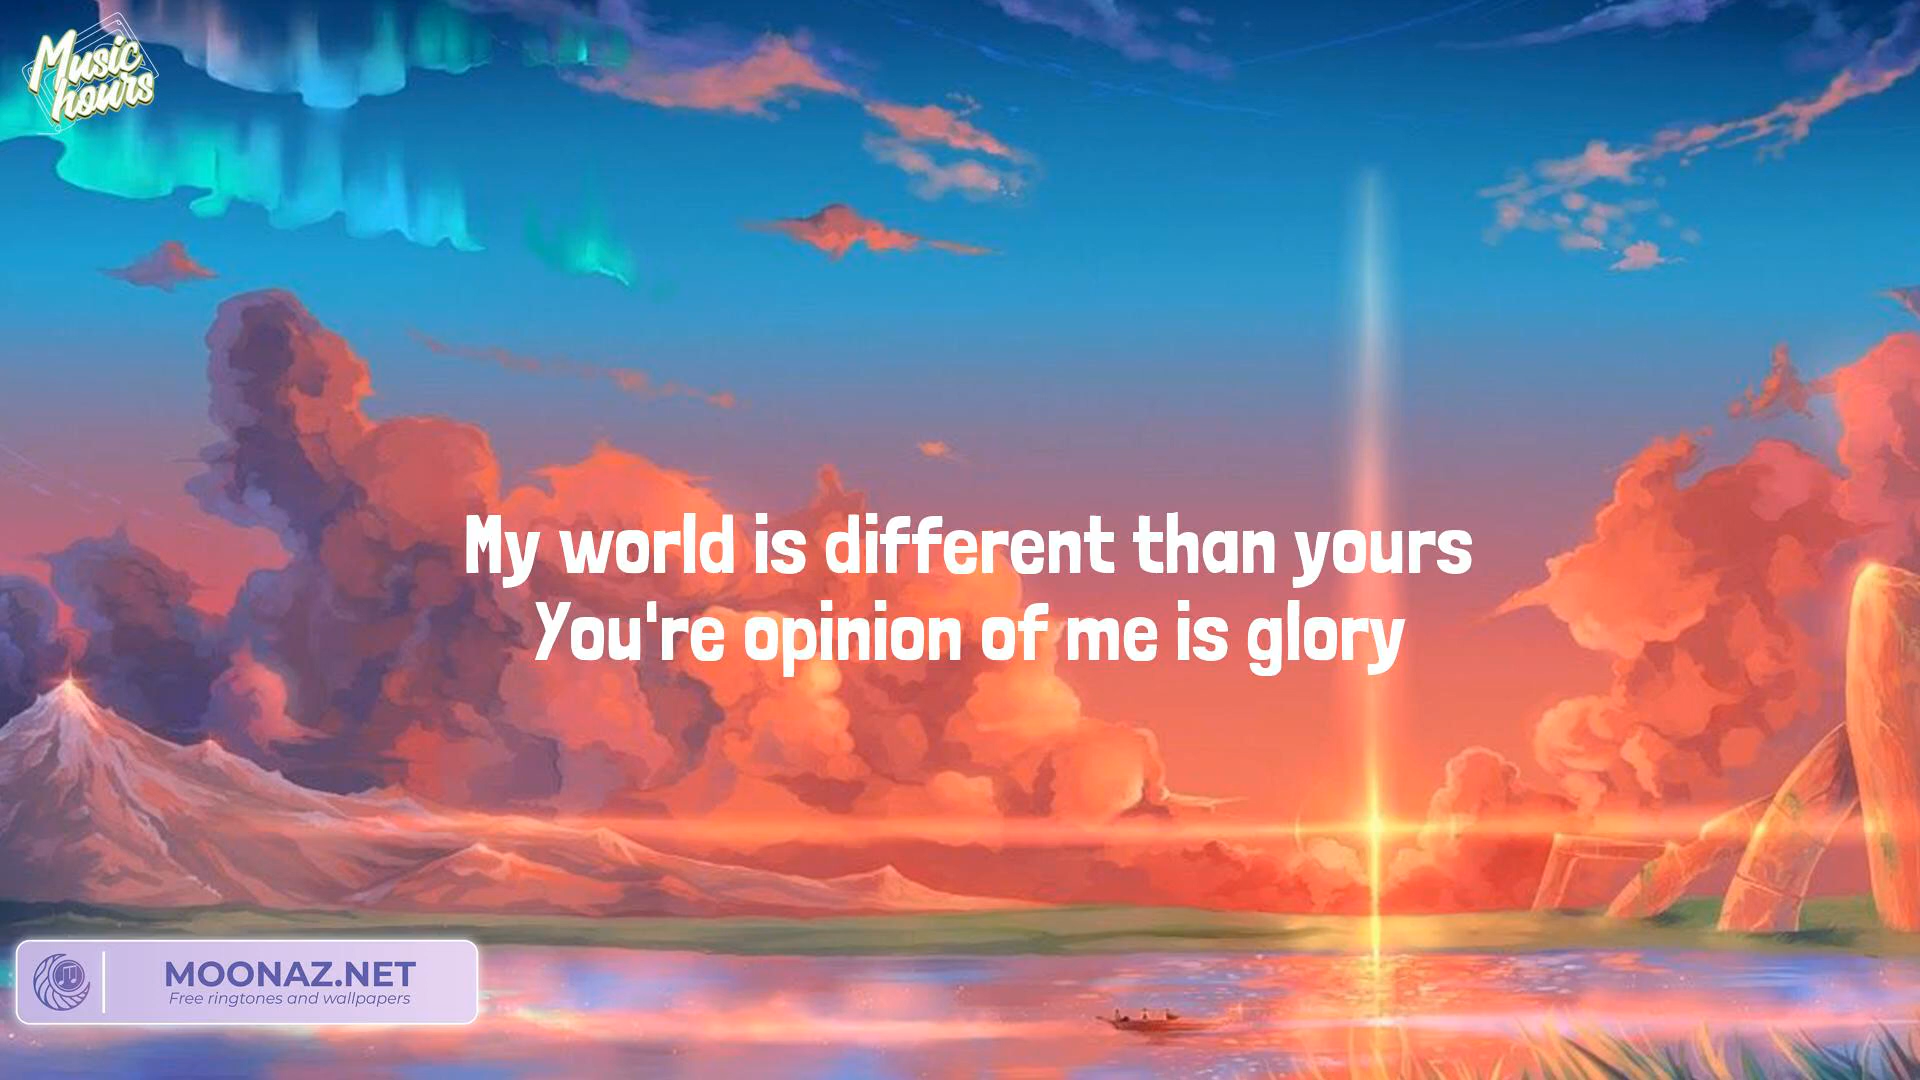 Music
hours
My world is different than yours
You're opinion of me is glory
MOONAZ.NET
Free ringtones and wallpapers